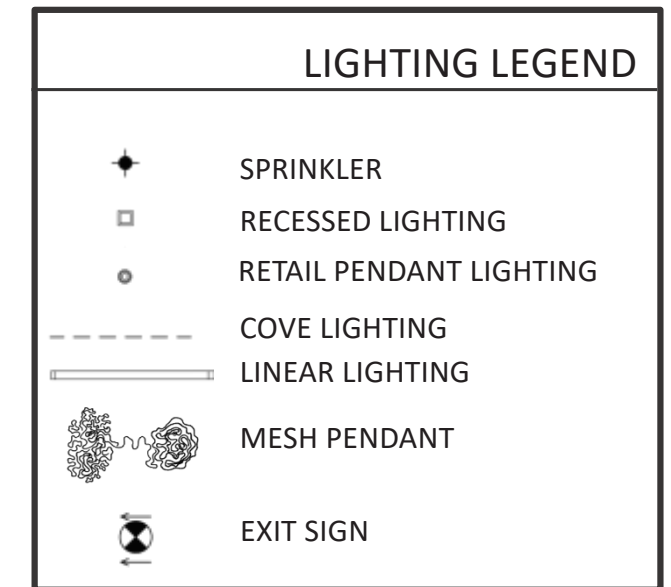 LIGHTING LEGEND
SPRINKLER
RECESSED LIGHTING
RETAIL PENDANT LIGHTING
COVE LIGHTING
LINEAR LIGHTING
MESH PENDANT
EXIT SIGN